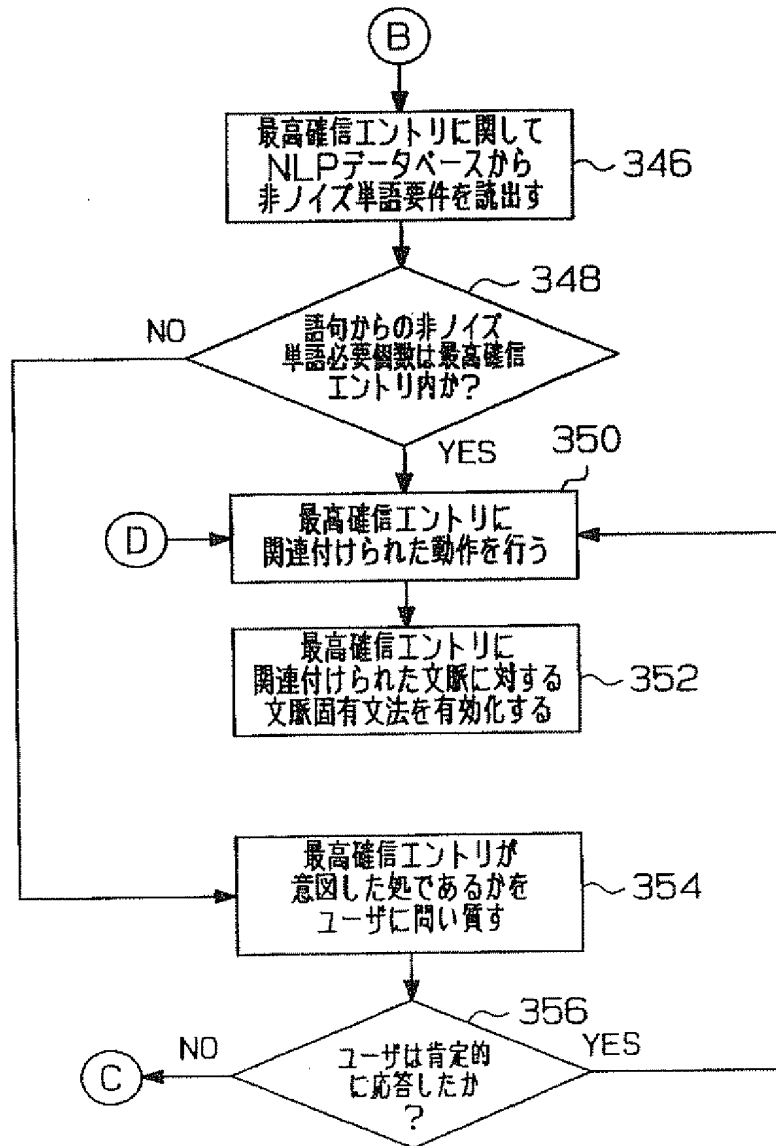 B
最高確信エントリに関して
NLPデータベースから
非ノイズ単語要件を読出す
346
348
NO
語句からの非ノイズ
単語必要個数は最高確信
エントリ内か?
YES
350
D
最高確信エントリに
関連付けられた動作を行う
最高確信エントリに
関連付けられた文脈に対する
文脈固有文法を有効化する
352
最高確信エントリが
意図した処であるかを
ユーザに問い質す
354
356
NO
YES
C
ユーザは肯定的
に応答したか
?